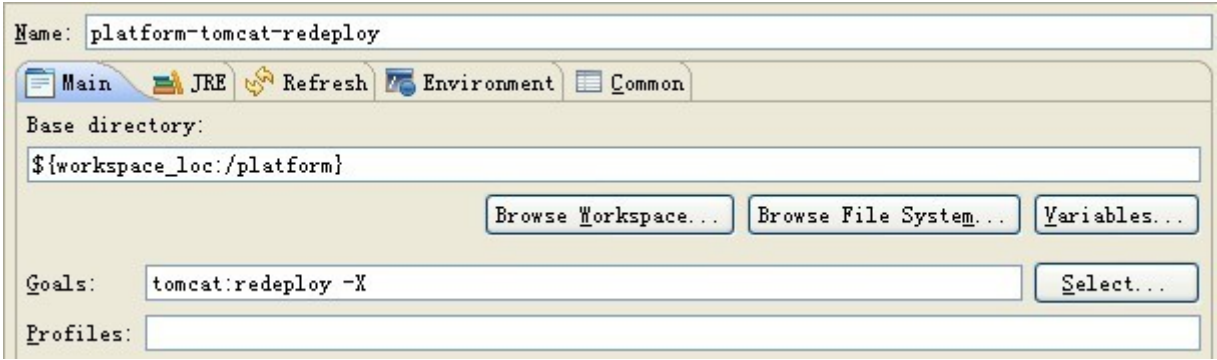 Name: platform-tomcat-redeploy
Main JRE Refresh Environment Common
Base directory:
${workspace_loc:/platform}
Browse Workspace... Browse File System... Variables...
Goals: tomcat:redeploy -X Select...
Profiles: